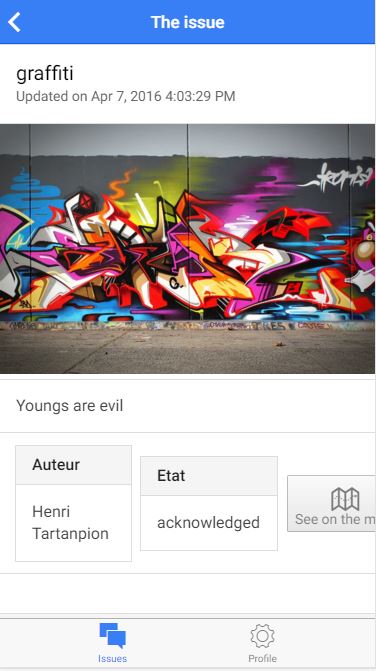 The issue
graffiti
Updated on Apr 7, 2016 4:03:29 PM
Youngs are evil
Auteur
Henri
Tartanpion
Etat
acknowledged
See on the m
Issues
Profile